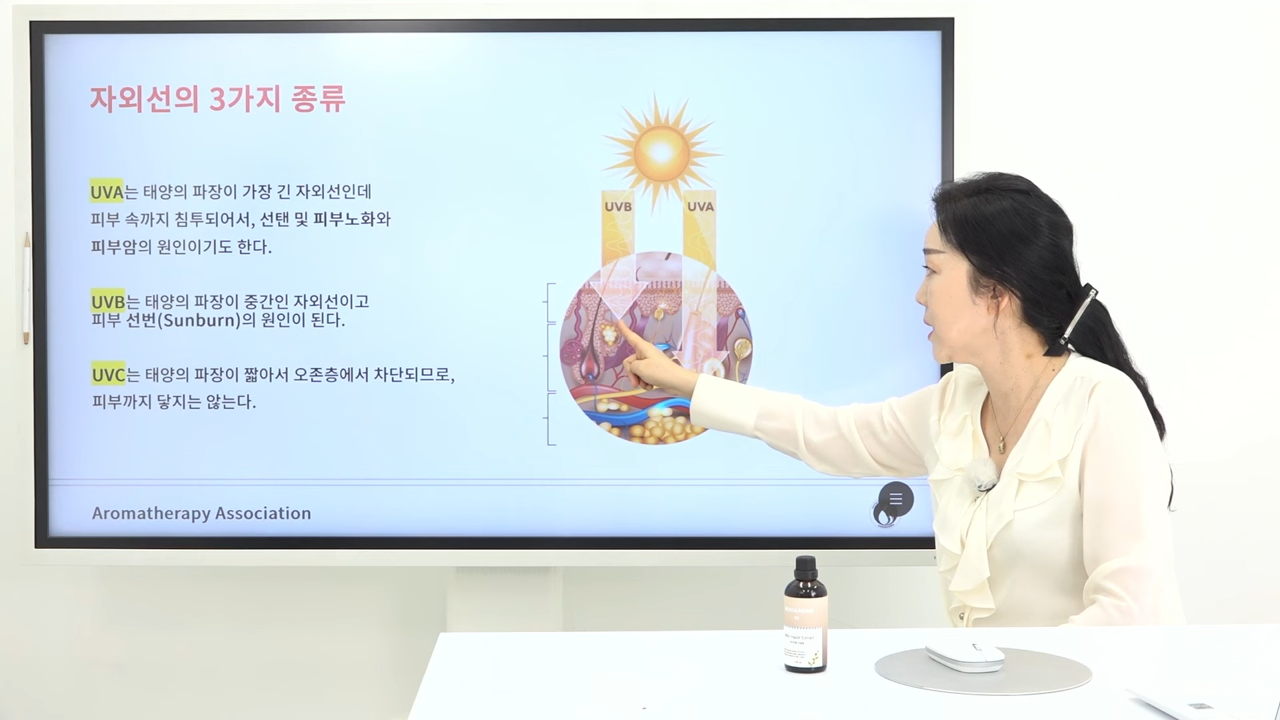 자외선의 3가지 종류
UVA는 태양의 파장이 가장 긴 자외선인데
피부 속까지 침투되어서, 선탠 및 피부노화와
피부암의 원인이기도 한다.
UVB는 태양의 파장이 중간인 자외선이고
피부 선번(Sunburn)의 원인이 된다.
UVC는 태양의 파장이 짧아서 오존층에서 차단되므로,
피부까지 닿지는 않는다.
UVB
UVA
Aromatherapy Association